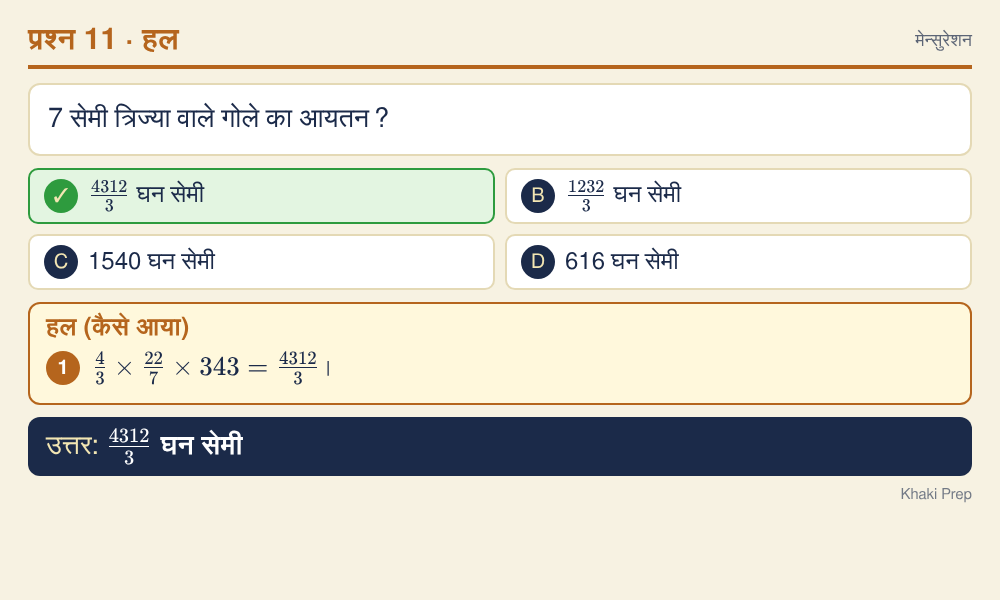 प्रश्न 11 · हल
मेन्सुरेशन
7 सेमी त्रिज्या वाले गोले का आयतन ?
✓ 4312/3 घन सेमी
B 1232/3 घन सेमी
C 1540 घन सेमी
D 616 घन सेमी
हल (कैसे आया)
1 4/3 × 22/7 × 343 = 4312/3 ।
उत्तर: 4312/3 घन सेमी
Khaki Prep